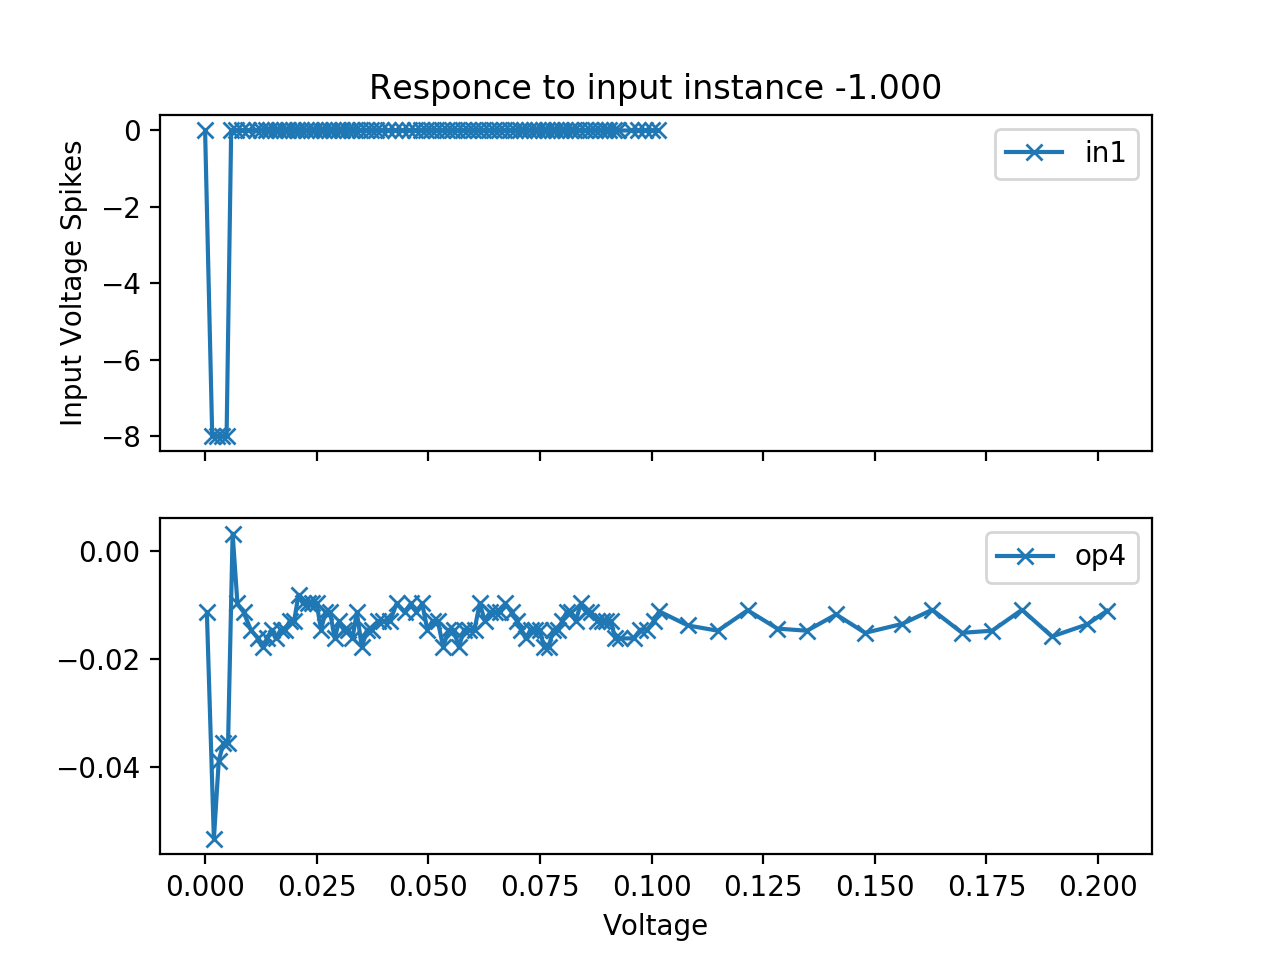 Responce to input instance -1.000
Input Voltage Spikes
0
−2
−4
−6
−8
in1
0.00
−0.02
−0.04
op4
0.000 0.025 0.050 0.075 0.100 0.125 0.150 0.175 0.200
Voltage